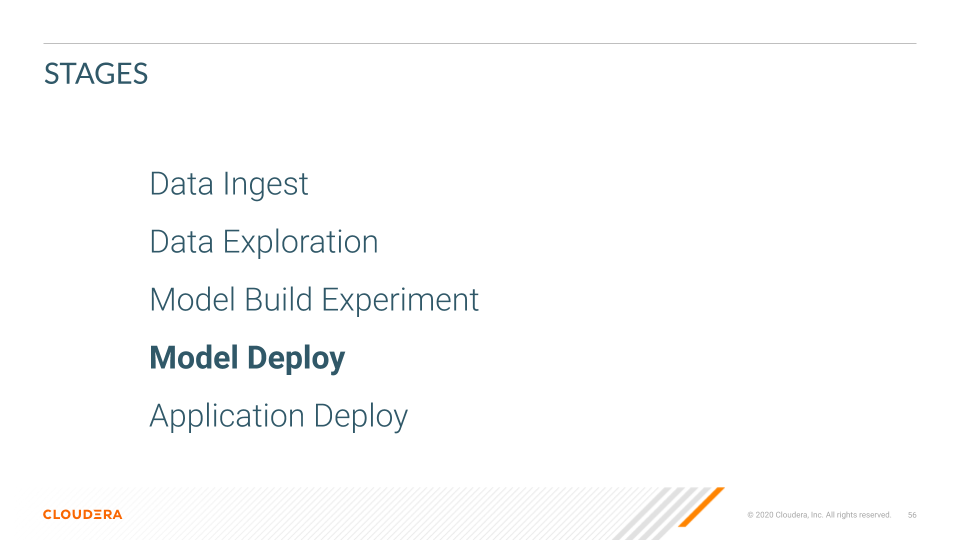 STAGES
Data Ingest
Data Exploration
Model Build Experiment
Model Deploy
Application Deploy
CLOUDERA
© 2020 Cloudera, Inc. All rights reserved. 56